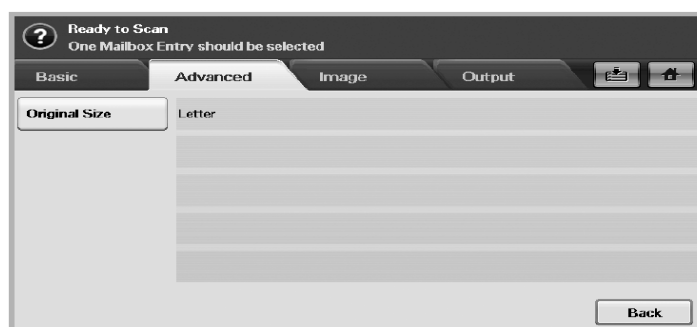 Ready to Scan
One Mailbox Entry should be selected
Basic
Advanced
Image
Output
Original Size
Letter
Back